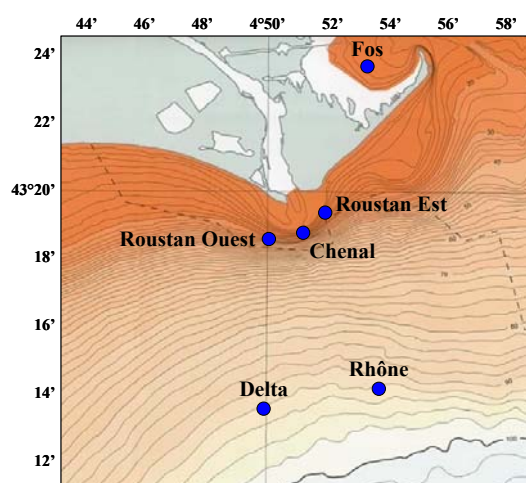 44’ 46’ 48’ 4°50’ 52’ 54’ 56’ 58’
24’
Fos
22’
43°20’
Roustan Est
Roustan Ouest
Chenal
18’
16’
Rhône
14’
Delta
12’
100